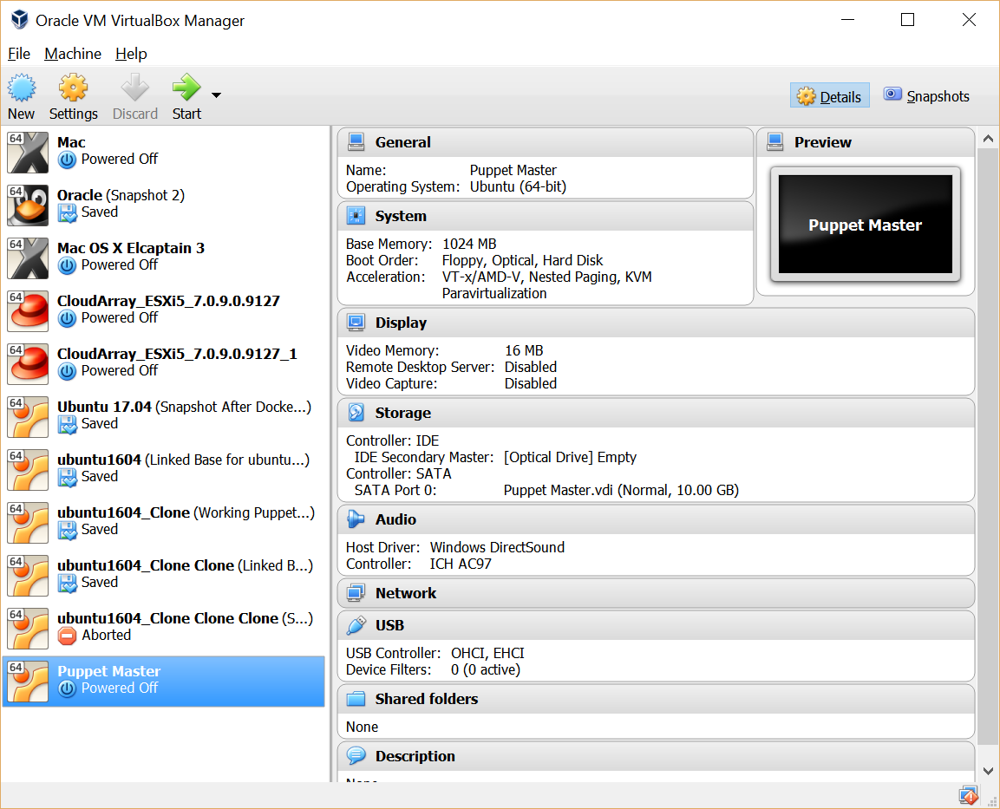 Oracle VM VirtualBox Manager
File Machine Help
New Settings Discard Start
Details Snapshots
64 Mac
Powered Off
64 Oracle (Snapshot 2)
Saved
64 Mac OS X Elcaptain 3
Powered Off
64 CloudArray_ESXi5_7.0.9.0.9127
Powered Off
64 CloudArray_ESXi5_7.0.9.0.9127_1
Powered Off
64 Ubuntu 17.04 (Snapshot After Docke...)
Saved
64 ubuntu1604 (Linked Base for ubuntu...)
Saved
64 ubuntu1604_Clone (Working Puppet...)
Saved
64 ubuntu1604_Clone Clone (Linked B...)
Saved
64 ubuntu1604_Clone Clone Clone (S...)
Aborted
64 Puppet Master
Powered Off
General
Name: Puppet Master
Operating System: Ubuntu (64-bit)
System
Base Memory: 1024 MB
Boot Order: Floppy, Optical, Hard Disk
Acceleration: VT-x/AMD-V, Nested Paging, KVM
Paravirtualization
Preview
Puppet Master
Display
Video Memory: 16 MB
Remote Desktop Server: Disabled
Video Capture: Disabled
Storage
Controller: IDE
IDE Secondary Master: [Optical Drive] Empty
Controller: SATA
SATA Port 0: Puppet Master.vdi (Normal, 10.00 GB)
Audio
Host Driver: Windows DirectSound
Controller: ICH AC97
Network
USB
USB Controller: OHCI, EHCI
Device Filters: 0 (0 active)
Shared folders
None
Description